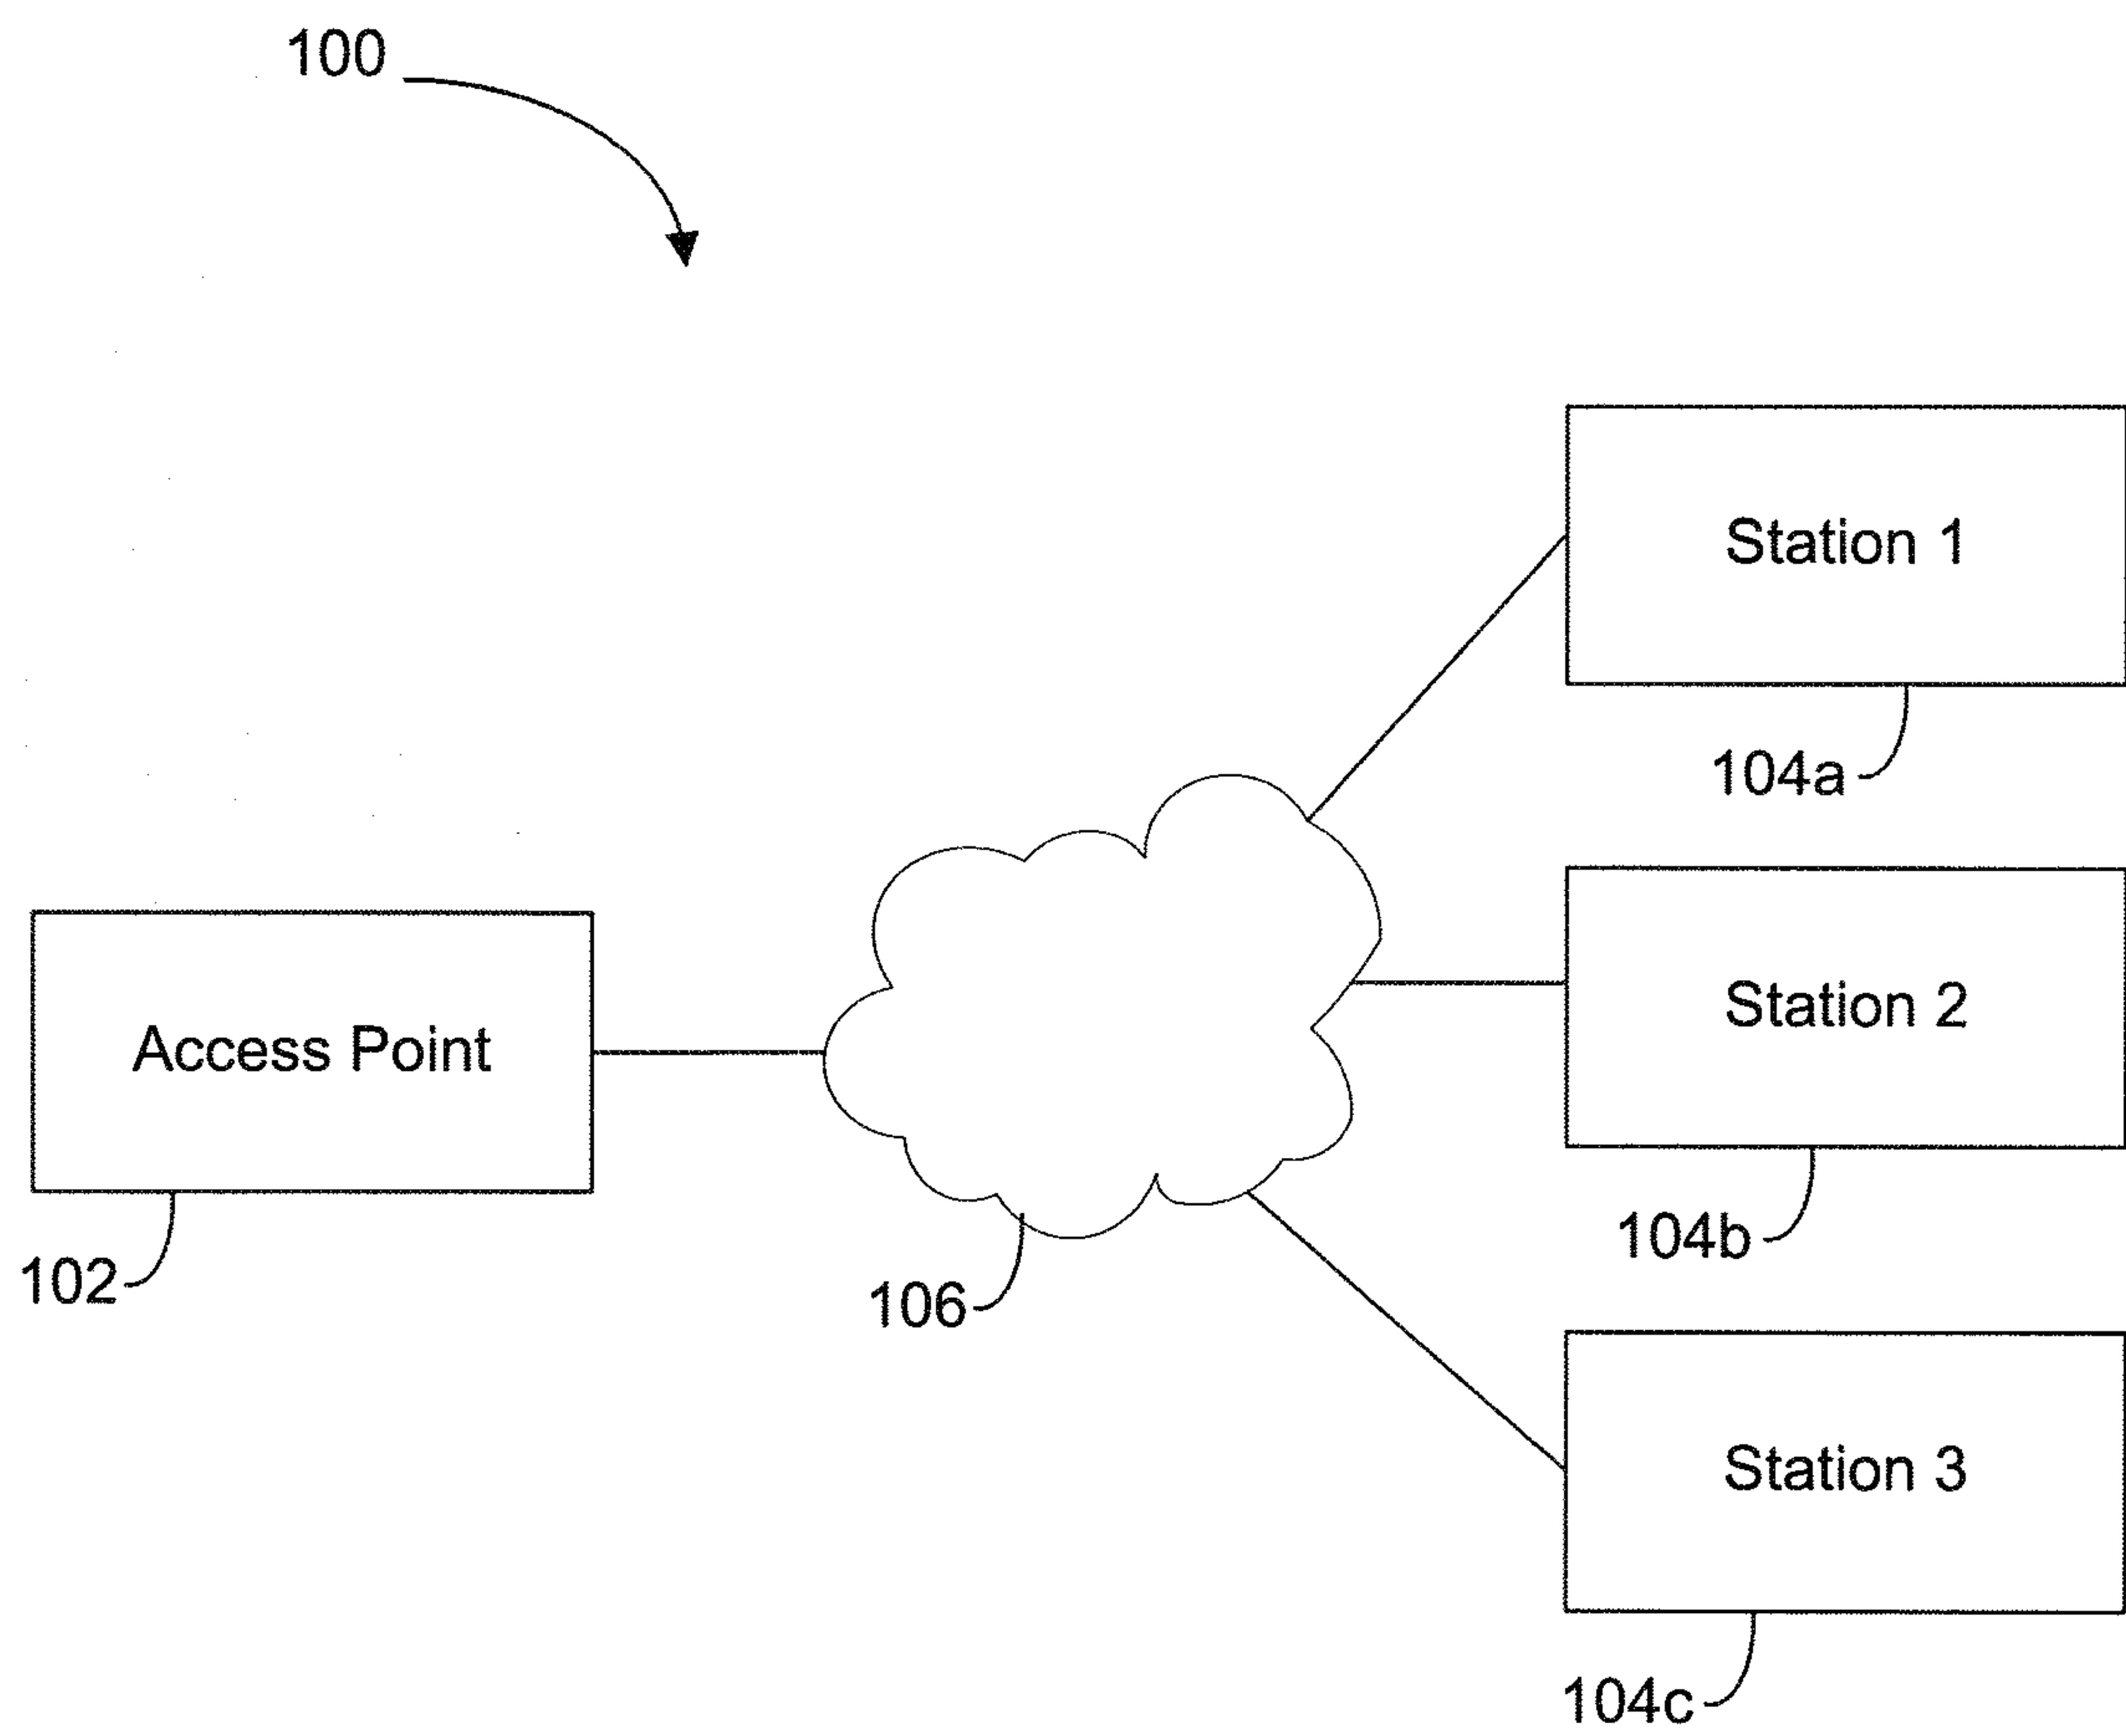 100
Station 1
104a
Station 2
Access Point
104b
102
106
Station 3
104c